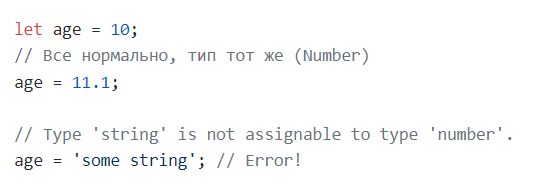 let age = 10;
// Все нормально, тип тот же (Number)
age = 11.1;
// Type 'string' is not assignable to type 'number'.
age = 'some string'; // Error!